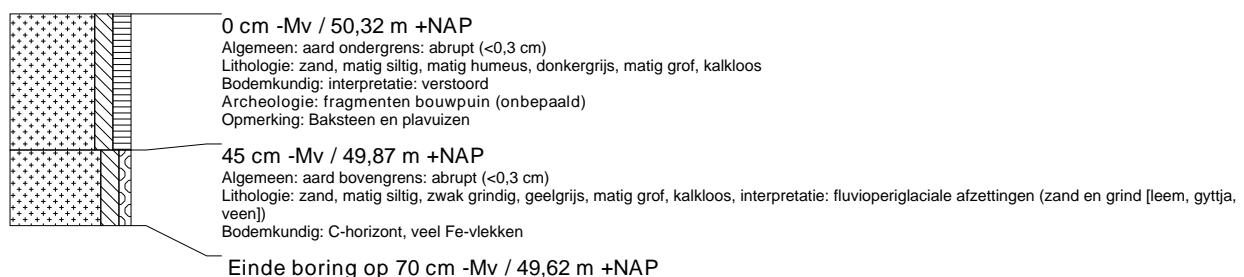 0 cm -Mv / 50,32 m +NAP
Algemeen: aard ondergrens: abrupt (<0,3 cm)
Lithologie: zand, matig siltig, matig humeus, donkergrijs, matig grof, kalkloos
Bodemkundig: interpretatie: verstoord
Archeologie: fragmenten bouwpuin (onbepaald)
Opmerking: Baksteen en plavuizen
45 cm -Mv / 49,87 m +NAP
Algemeen: aard bovengrens: abrupt (<0,3 cm)
Lithologie: zand, matig siltig, zwak grindig, geelgrijs, matig grof, kalkloos, interpretatie: fluvioperiglaciale afzettingen (zand en grind [leem, gyttja,
veen])
Bodemkundig: C-horizont, veel Fe-vlekken
Einde boring op 70 cm -Mv / 49,62 m +NAP